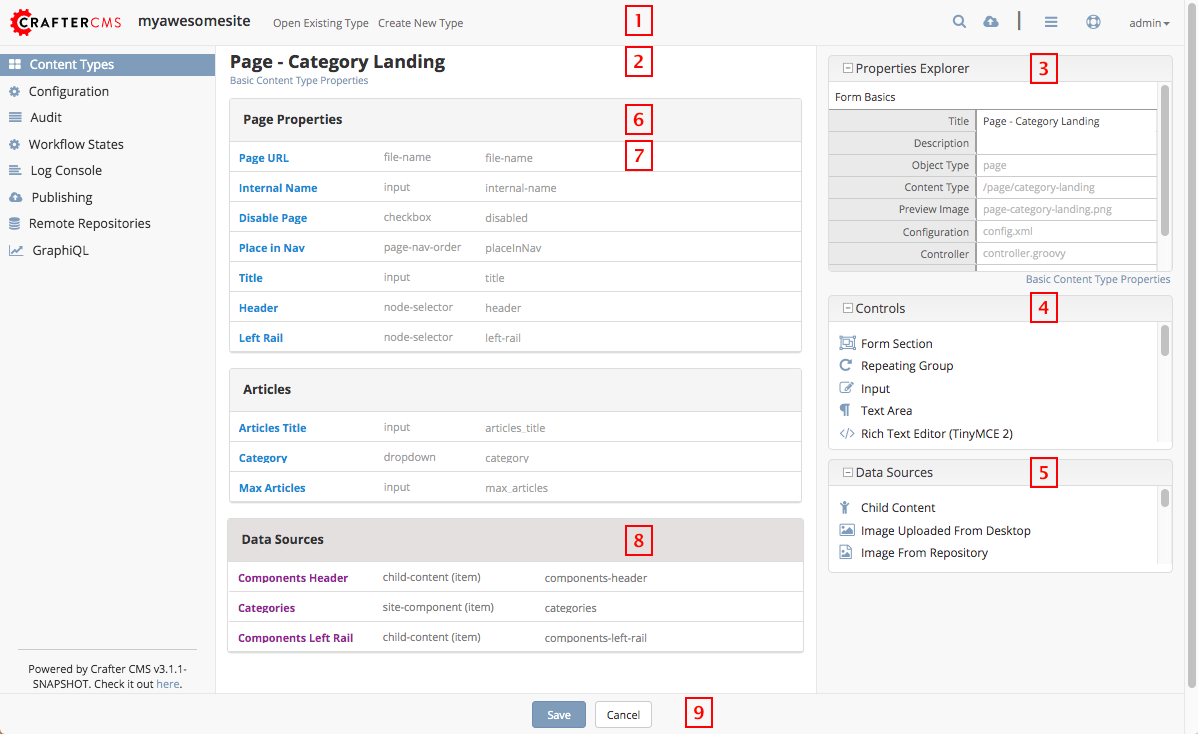 CRAFTERCMS myawesomesite Open Existing Type Create New Type 1 admin
Content Types
Configuration
Audit
Workflow States
Log Console
Publishing
Remote Repositories
GraphiQL
Powered by Crafter CMS v3.1.1-
SNAPSHOT. Check it out here.
Page - Category Landing 2
Basic Content Type Properties
Page Properties 6
Page URL file-name file-name 7
Internal Name input internal-name
Disable Page checkbox disabled
Place in Nav page-nav-order placeInNav
Title input title
Header node-selector header
Left Rail node-selector left-rail
Articles
Articles Title input articles_title
Category dropdown category
Max Articles input max_articles
Data Sources 8
Components Header child-content (item) components-header
Categories site-component (item) categories
Components Left Rail child-content (item) components-left-rail
Properties Explorer 3
Form Basics
Title Page - Category Landing
Description
Object Type page
Content Type /page/category-landing
Preview Image page-category-landing.png
Configuration config.xml
Controller controller.groovy
Basic Content Type Properties
Controls 4
Form Section
Repeating Group
Input
Text Area
Rich Text Editor (TinyMCE 2)
Data Sources 5
Child Content
Image Uploaded From Desktop
Image From Repository
Save Cancel 9